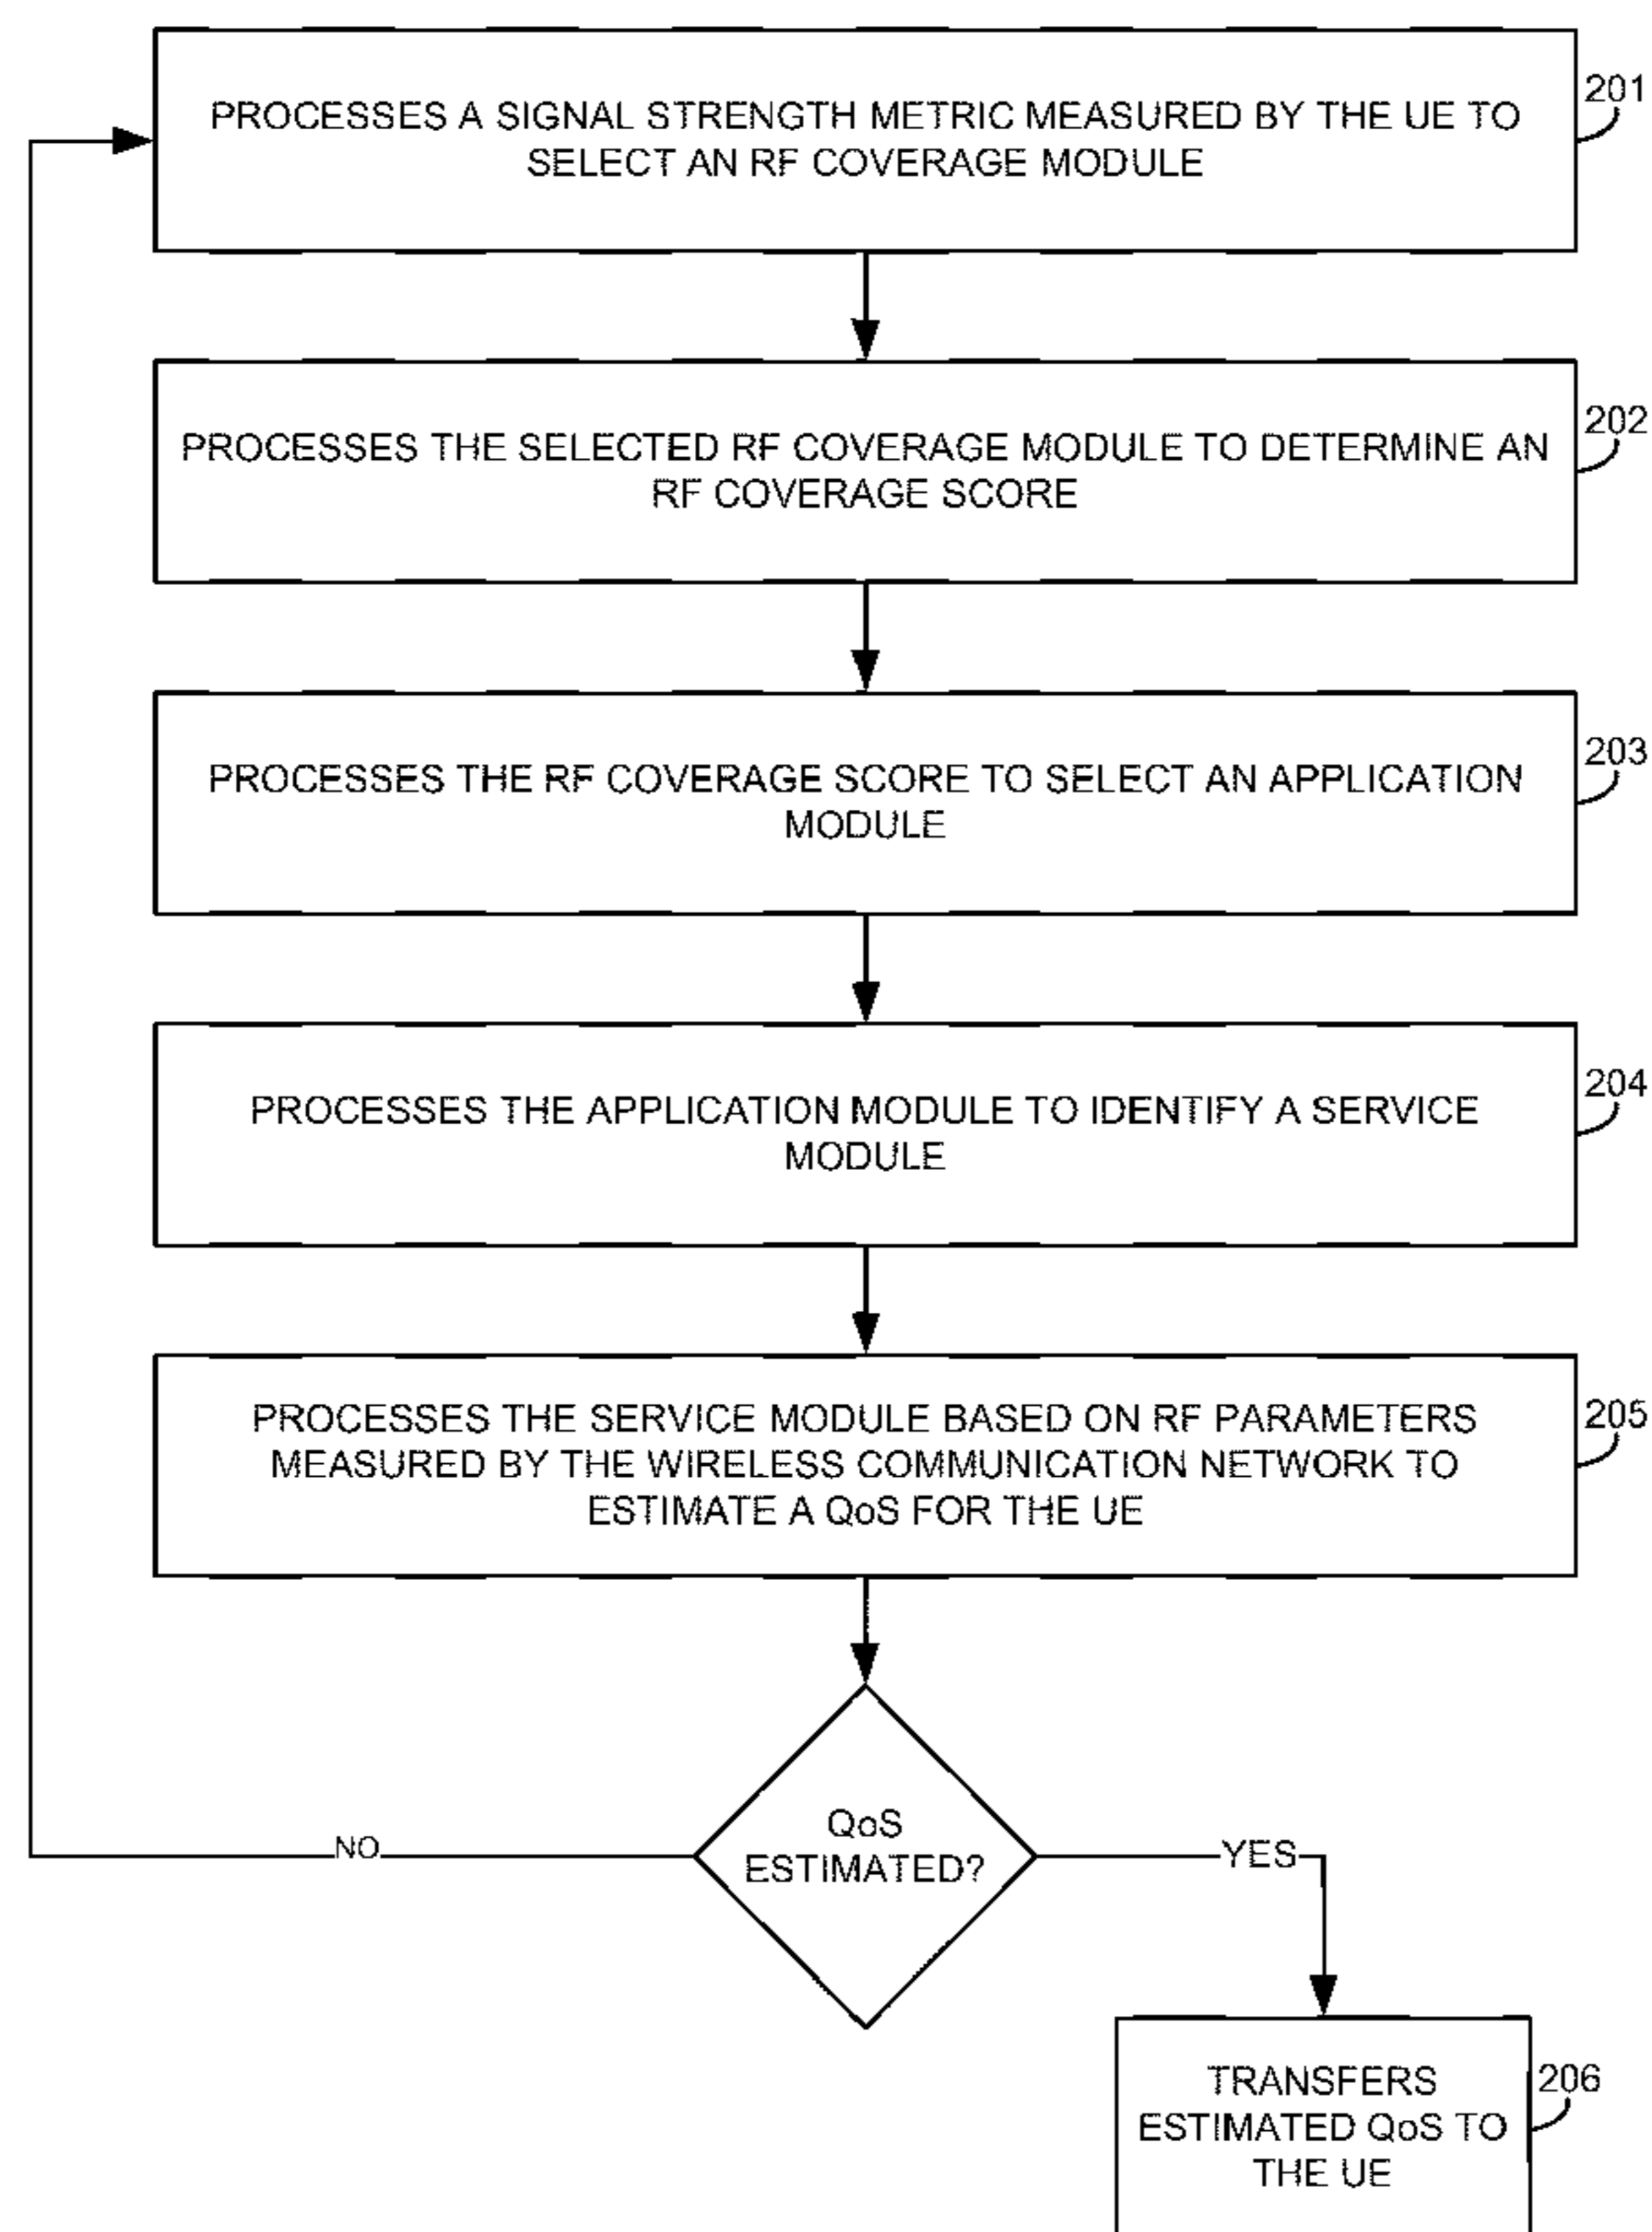 PROCESSES A SIGNAL STRENGTH METRIC MEASURED BY THE UE TO
SELECT AN RF COVERAGE MODULE
201
PROCESSES THE SELECTED RF COVERAGE MODULE TO DETERMINE AN
RF COVERAGE SCORE
202
PROCESSES THE RF COVERAGE SCORE TO SELECT AN APPLICATION
MODULE
203
PROCESSES THE APPLICATION MODULE TO IDENTIFY A SERVICE
MODULE
204
PROCESSES THE SERVICE MODULE BASED ON RF PARAMETERS
MEASURED BY THE WIRELESS COMMUNICATION NETWORK TO
ESTIMATE A QoS FOR THE UE
205
QoS
ESTIMATED?
NO
YES
TRANSFERS
ESTIMATED QoS TO
THE UE
206